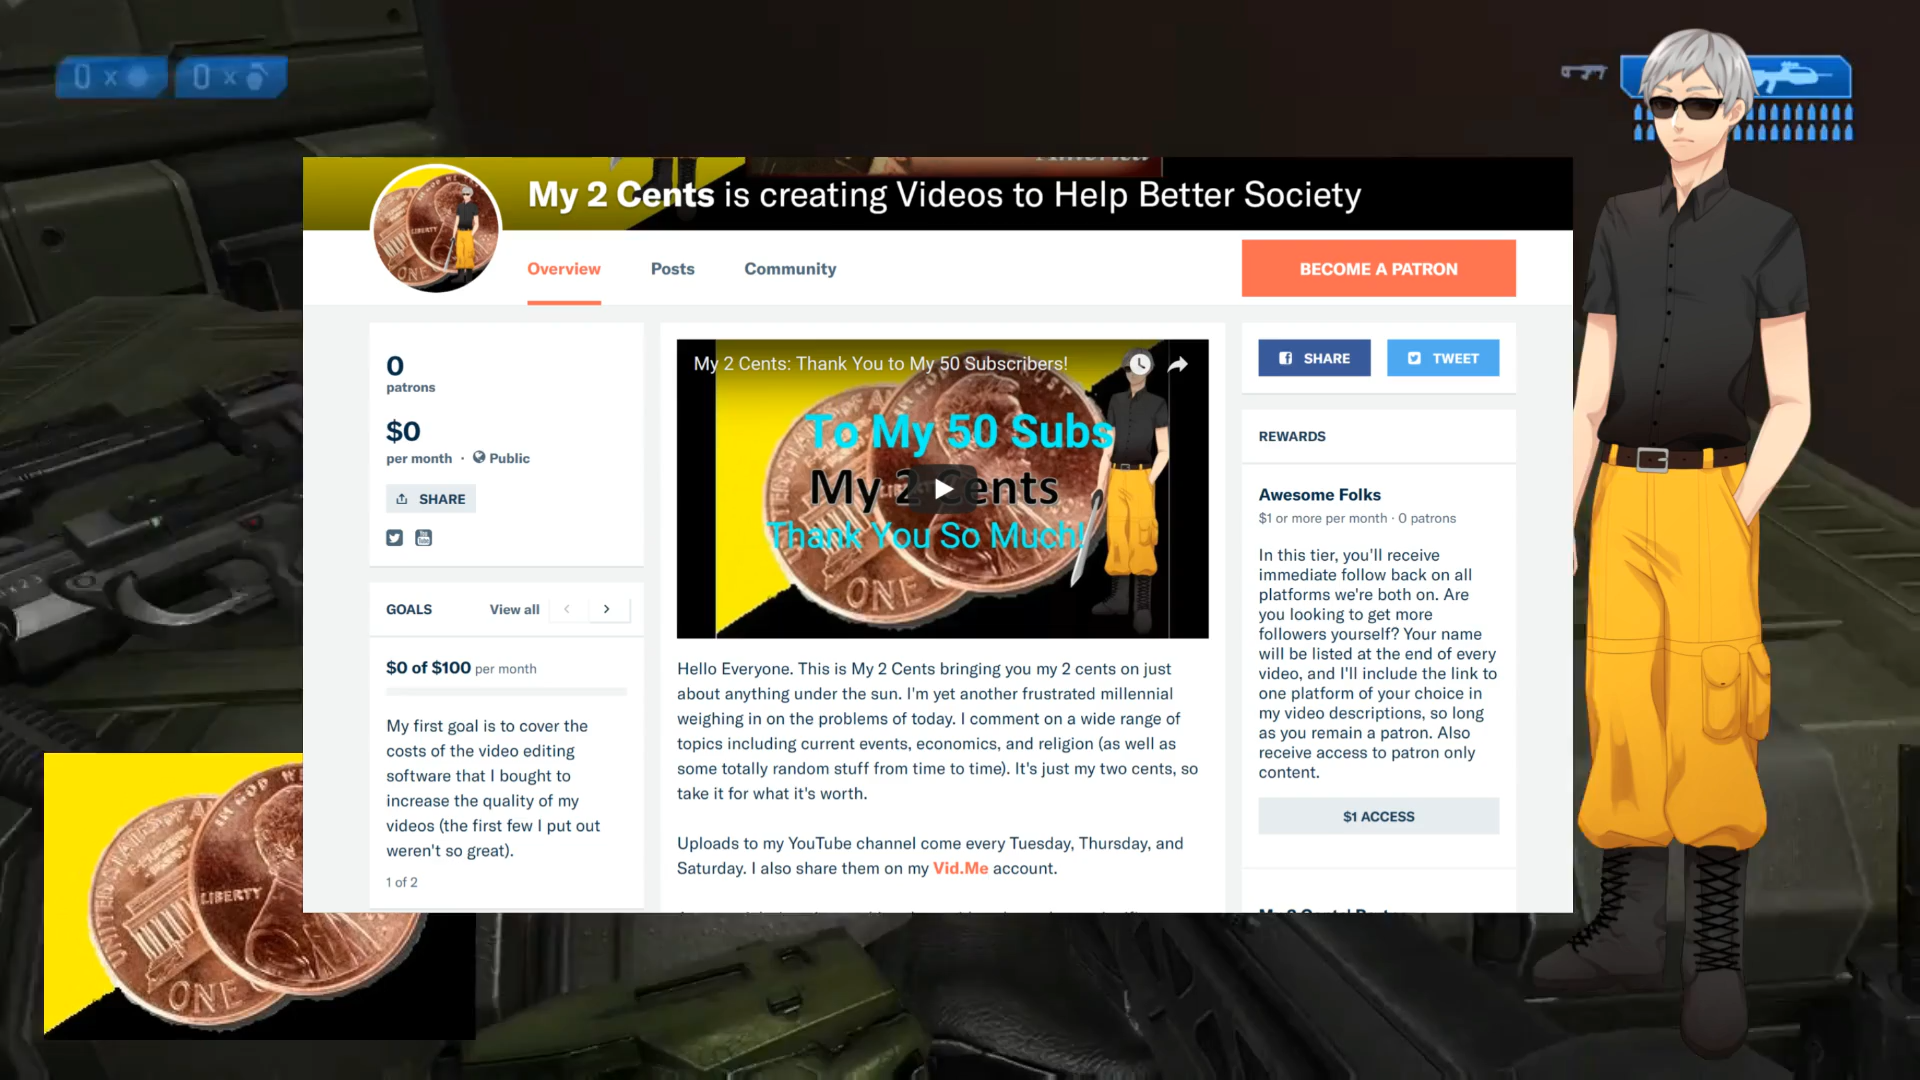 0 x
0 x
My 2 Cents is creating Videos to Help Better Society
Overview
Posts
Community
BECOME A PATRON
0
patrons
$0
per month · Public
SHARE
GOALS
View all
$0 of $100 per month
My first goal is to cover the
costs of the video editing
software that I bought to
increase the quality of my
videos (the first few I put out
weren't so great).
1 of 2
My 2 Cents: Thank You to My 50 Subscribers!
To My 50 Subs
My 2 Cents
Thank You So Much!
ONE
Hello Everyone. This is My 2 Cents bringing you my 2 cents on just
about anything under the sun. I'm yet another frustrated millennial
weighing in on the problems of today. I comment on a wide range of
topics including current events, economics, and religion (as well as
some totally random stuff from time to time). It's just my two cents, so
take it for what it's worth.
Uploads to my YouTube channel come every Tuesday, Thursday, and
Saturday. I also share them on my Vid.Me account.
SHARE
TWEET
REWARDS
Awesome Folks
$1 or more per month · 0 patrons
In this tier, you'll receive
immediate follow back on all
platforms we're both on. Are
you looking to get more
followers yourself? Your name
will be listed at the end of every
video, and I'll include the link to
one platform of your choice in
my video descriptions, so long
as you remain a patron. Also
receive access to patron only
content.
$1 ACCESS
LIBERTY
ONE